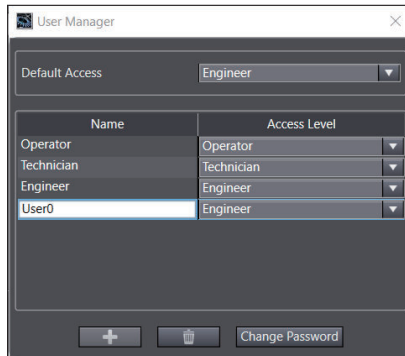 User Manager
Default Access Engineer
Name Access Level
Operator Operator
Technician Technician
Engineer Engineer
User0 Engineer
Change Password